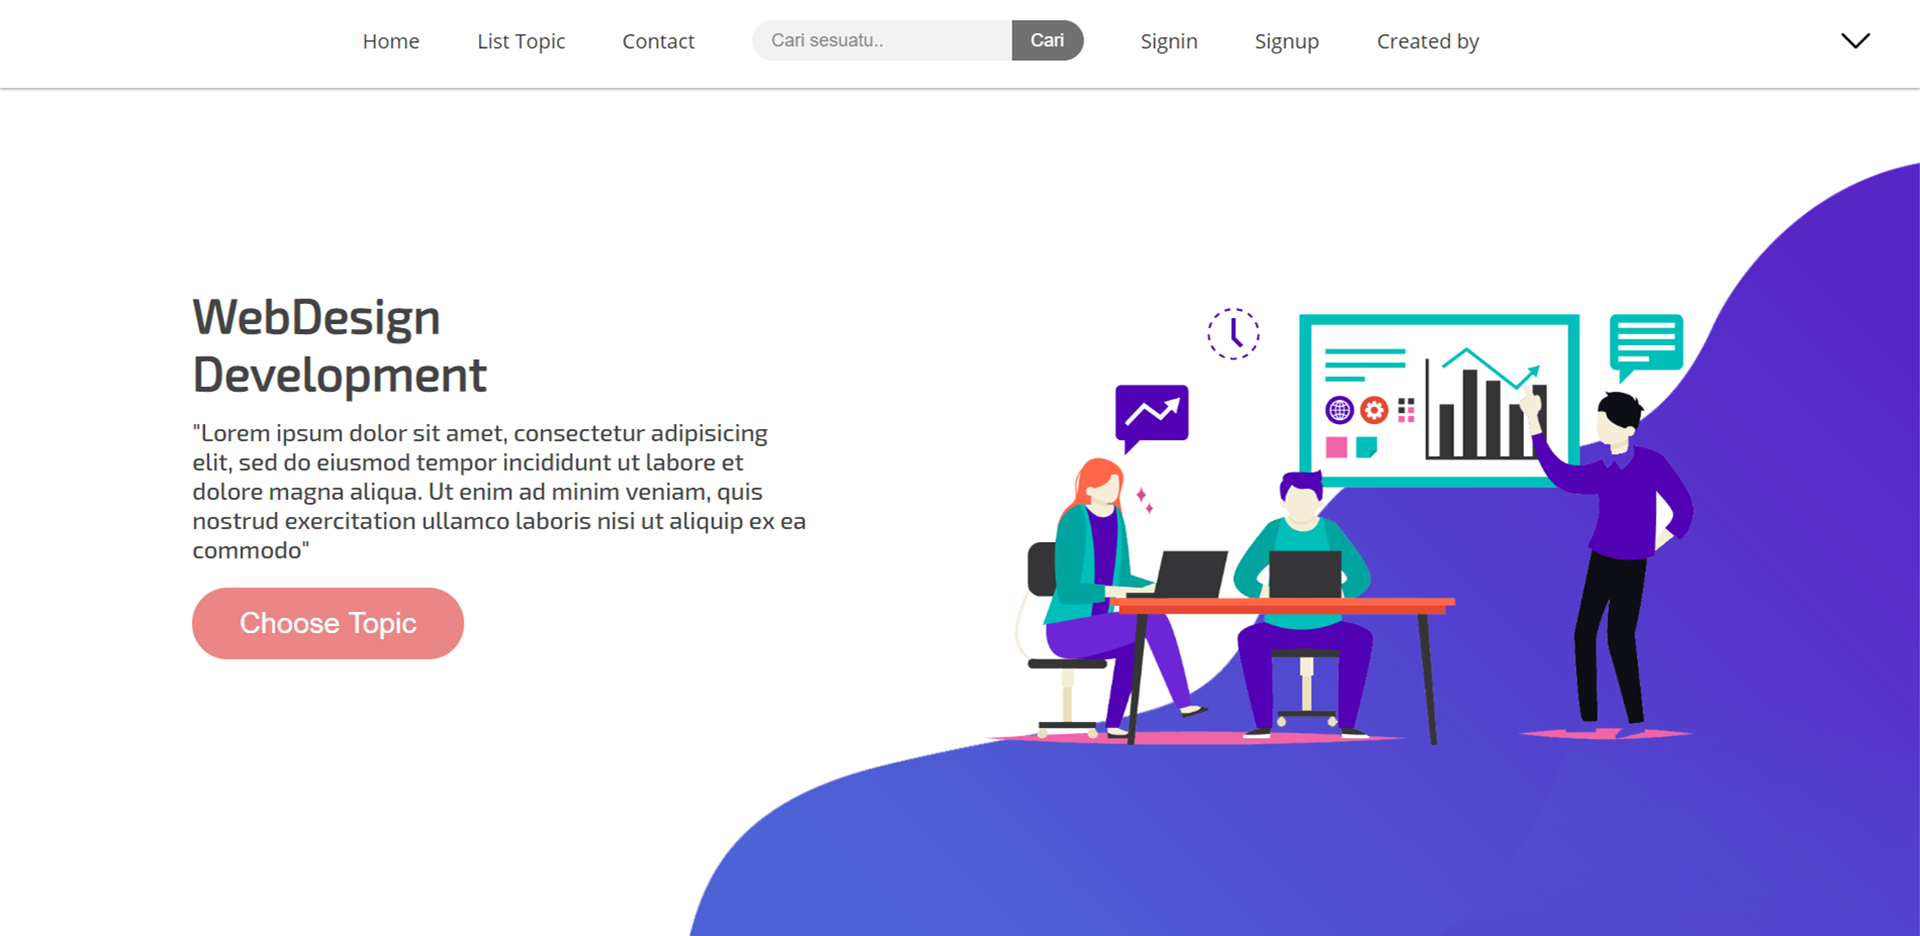 Home List Topic Contact Cari sesuatu.. Cari Signin Signup Created by
WebDesign
Development
"Lorem ipsum dolor sit amet, consectetur adipisicing
elit, sed do eiusmod tempor incididunt ut labore et
dolore magna aliqua. Ut enim ad minim veniam, quis
nostrud exercitation ullamco laboris nisi ut aliquip ex ea
commodo"
Choose Topic